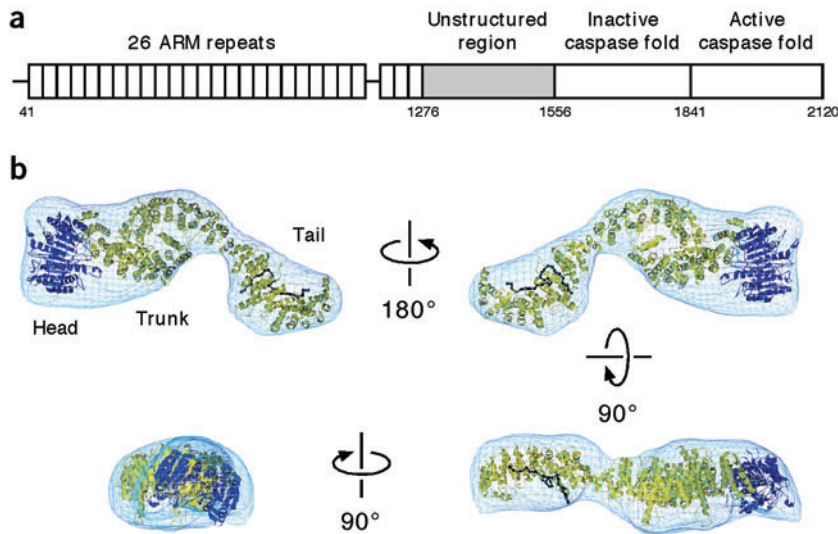 a
26 ARM repeats
Unstructured region
Inactive caspase fold
Active caspase fold
41
1276
1556
1841
2120
b
Tail
Head
Trunk
180°
90°
90°